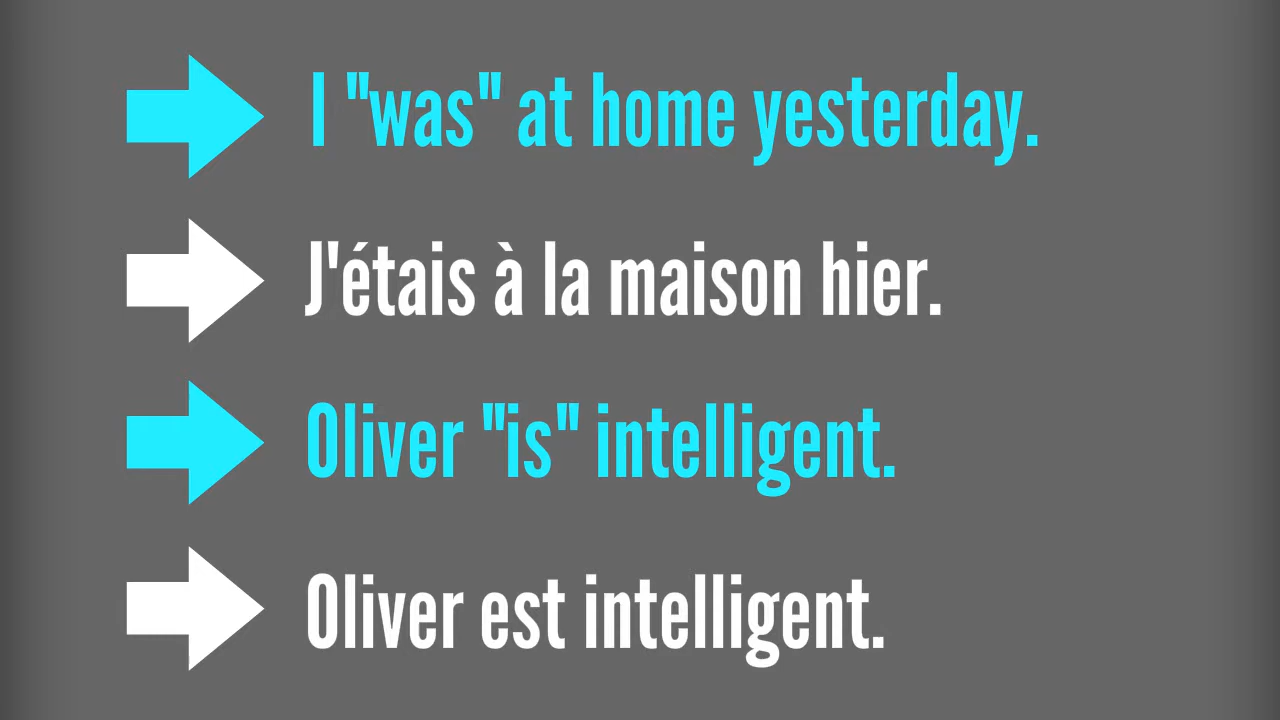 I "was" at home yesterday.
J'étais à la maison hier.
Oliver "is" intelligent.
Oliver est intelligent.